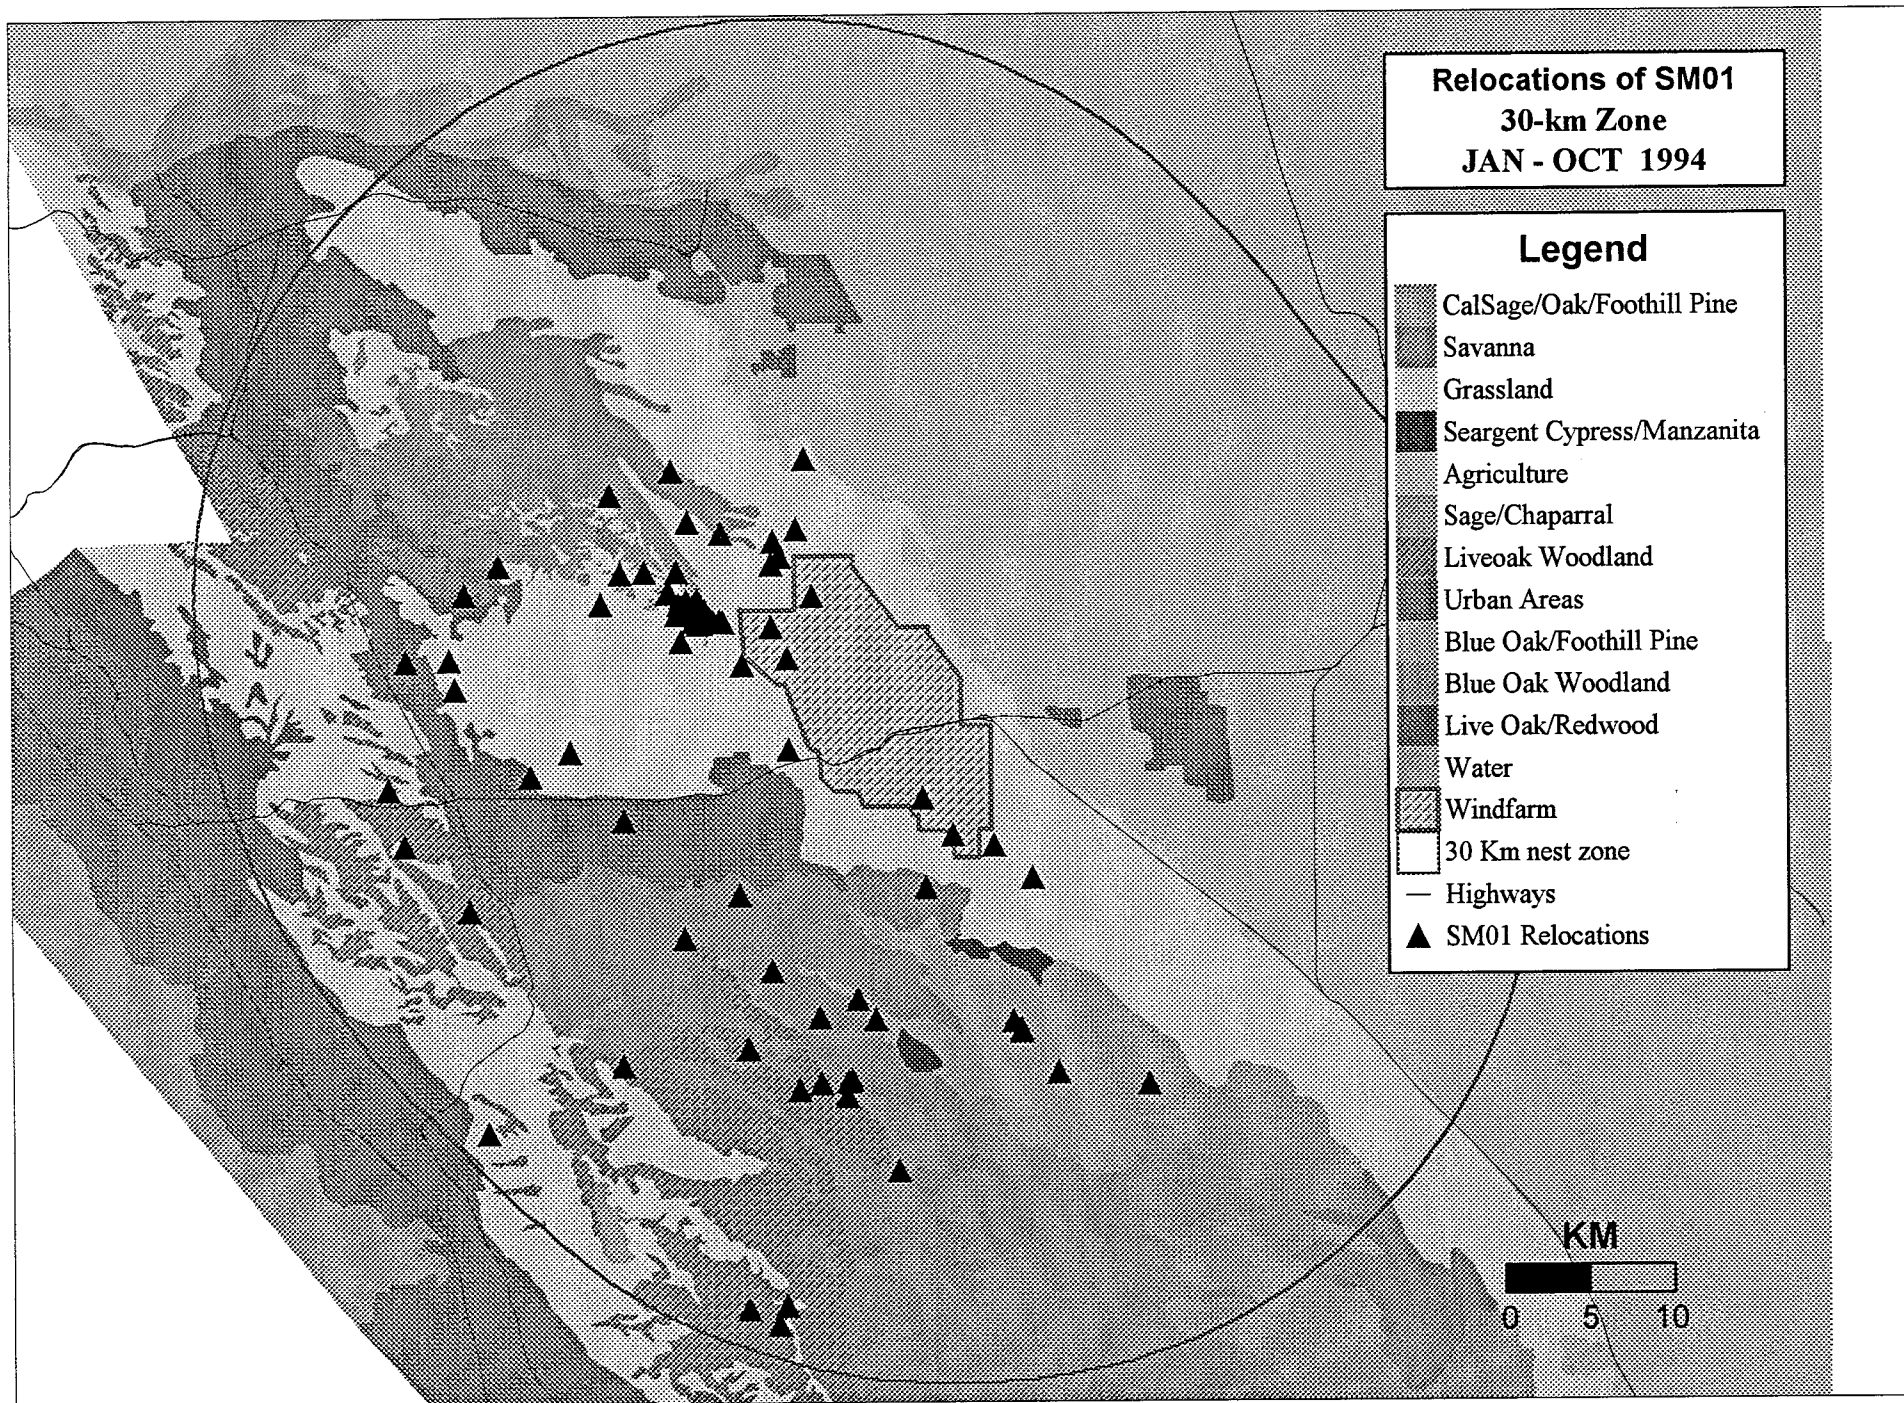 Relocations of SM01
30-km Zone
JAN - OCT 1994
Legend
CalSage/Oak/Foothill Pine
Savanna
Grassland
Seargent Cypress/Manzanita
Agriculture
Sage/Chaparral
Liveoak Woodland
Urban Areas
Blue Oak/Foothill Pine
Blue Oak Woodland
Live Oak/Redwood
Water
Windfarm
30 Km nest zone
Highways
SM01 Relocations
KM
0 5 10